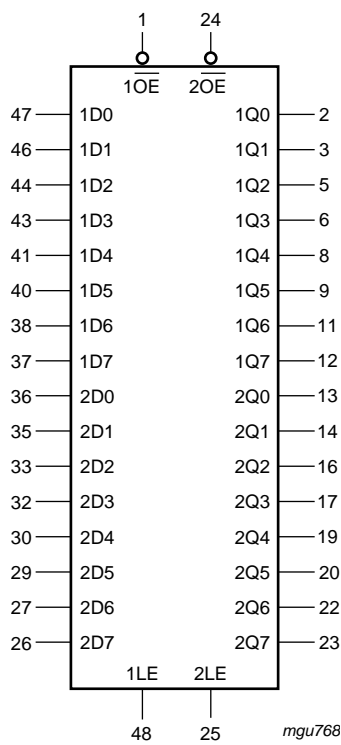 1 24
1OE 2OE
47 1D0 1Q0 2
46 1D1 1Q1 3
44 1D2 1Q2 5
43 1D3 1Q3 6
41 1D4 1Q4 8
40 1D5 1Q5 9
38 1D6 1Q6 11
37 1D7 1Q7 12
36 2D0 2Q0 13
35 2D1 2Q1 14
33 2D2 2Q2 16
32 2D3 2Q3 17
30 2D4 2Q4 19
29 2D5 2Q5 20
27 2D6 2Q6 22
26 2D7 2Q7 23
1LE 2LE
48 25 mgu768